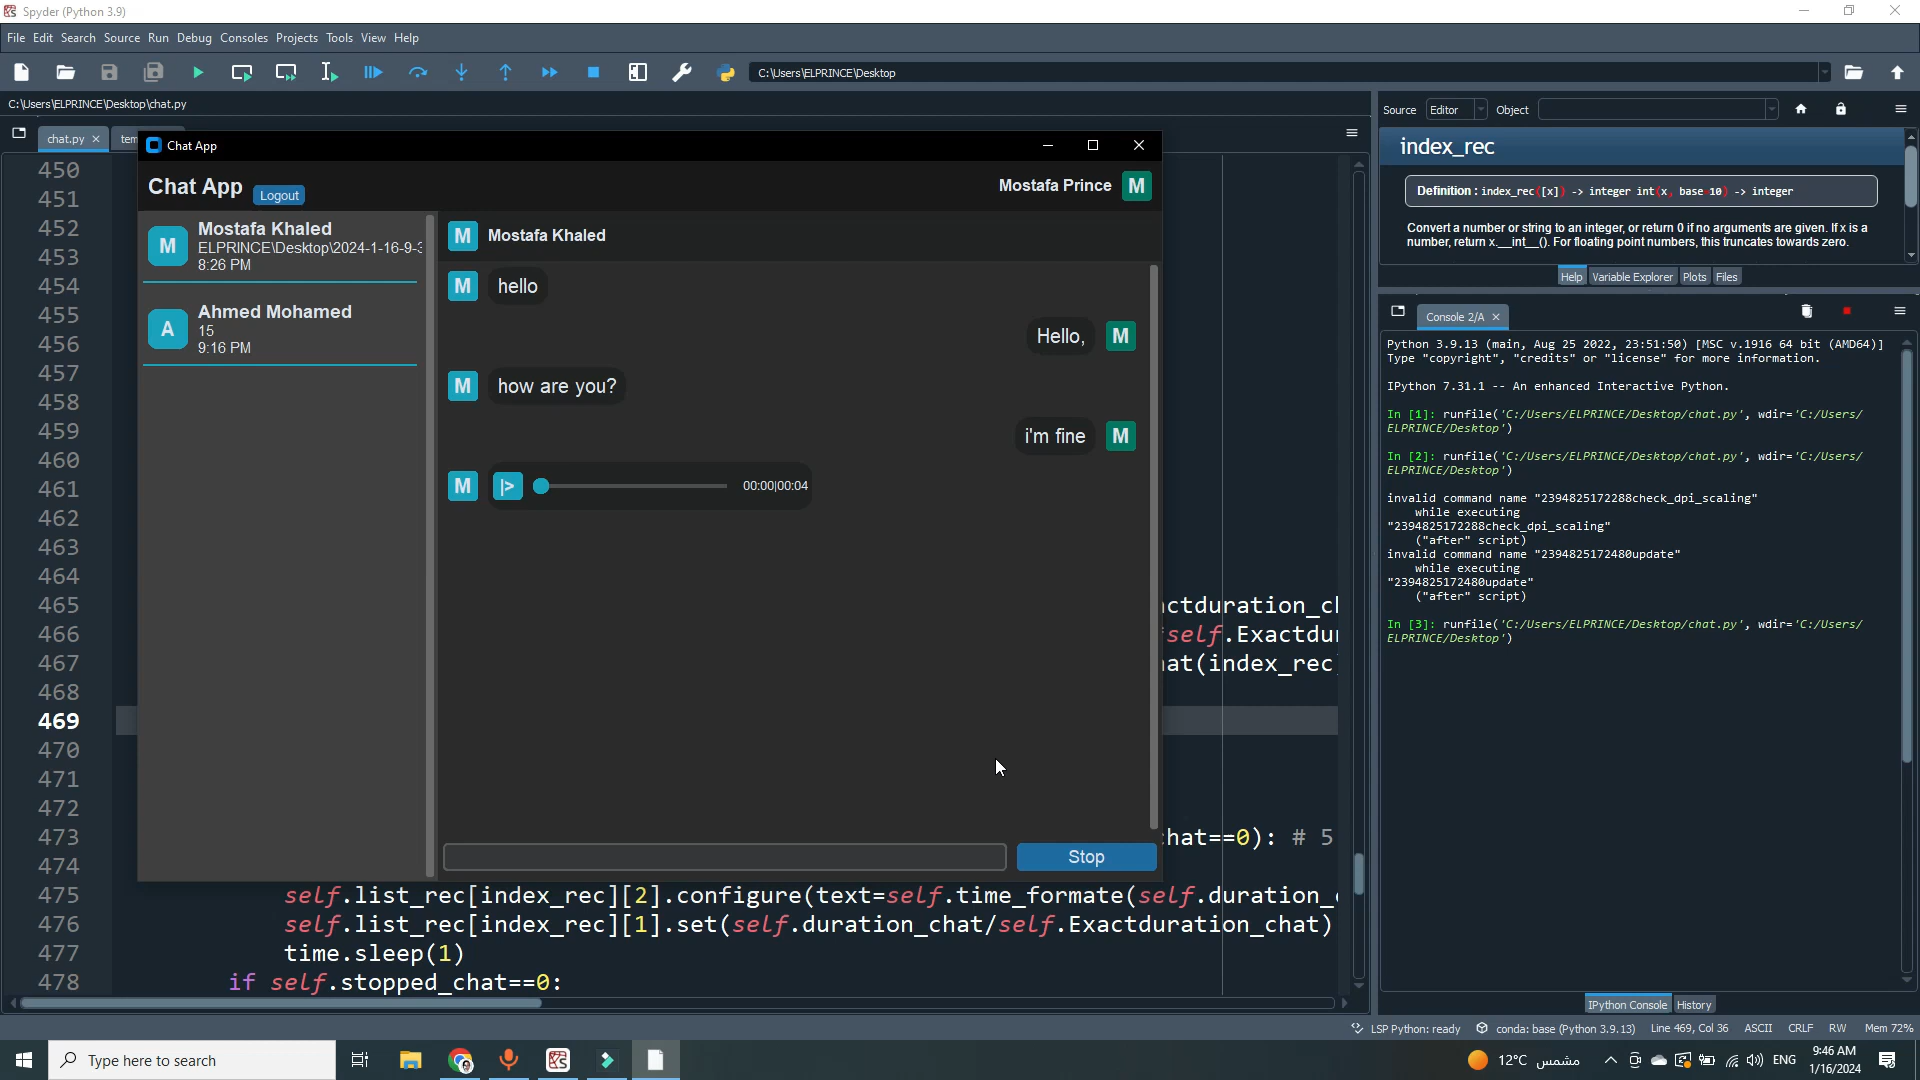 Spyder (Python 3.9)
File Edit Search Source Run Debug Consoles Projects Tools View Help
C:\Users\ELPRINCE\Desktop
C:\Users\ELPRINCE\Desktop\chat.py
chat.py
tem
450
451
452
453
454
455
456
457
458
459
460
461
462
463
464
465
466
467
468
469
470
471
472
473
474
475
476
477
478
Chat App
Chat App
Logout
Mostafa Prince
M
M
Mostafa Khaled
ELPRINCE\Desktop\2024-1-16-9-3
8:26 PM
A
Ahmed Mohamed
15
9:16 PM
M
Mostafa Khaled
M
hello
Hello,
M
M
how are you?
i'm fine
M
M
|>
00:00|00:04
Stop
actduration_cl
self.Exactdu
at(index_rec
hat==0): # 5
self.list_rec[index_rec][2].configure(text=self.time_formate(self.duration_
self.list_rec[index_rec][1].set(self.duration_chat/self.Exactduration_chat)
time.sleep(1)
if self.stopped_chat==0:
Source Editor Object
index_rec
Definition : index_rec([x]) -> integer int(x, base=10) -> integer
Convert a number or string to an integer, or return 0 if no arguments are given. If x is a
number, return x.__int__(). For floating point numbers, this truncates towards zero.
Help Variable Explorer Plots Files
Console 2/A
Python 3.9.13 (main, Aug 25 2022, 23:51:50) [MSC v.1916 64 bit (AMD64)]
Type "copyright", "credits" or "license" for more information.
IPython 7.31.1 -- An enhanced Interactive Python.
In [1]: runfile('C:/Users/ELPRINCE/Desktop/chat.py', wdir='C:/Users/
ELPRINCE/Desktop')
In [2]: runfile('C:/Users/ELPRINCE/Desktop/chat.py', wdir='C:/Users/
ELPRINCE/Desktop')
invalid command name "2394825172288check_dpi_scaling"
while executing
"2394825172288check_dpi_scaling"
("after" script)
invalid command name "2394825172480update"
while executing
"2394825172480update"
("after" script)
In [3]: runfile('C:/Users/ELPRINCE/Desktop/chat.py', wdir='C:/Users/
ELPRINCE/Desktop')
IPython Console History
LSP Python: ready conda: base (Python 3.9.13) Line 469, Col 36 ASCII CRLF RW Mem 72%
Type here to search
12°C مشمس
ENG
9:46 AM
1/16/2024